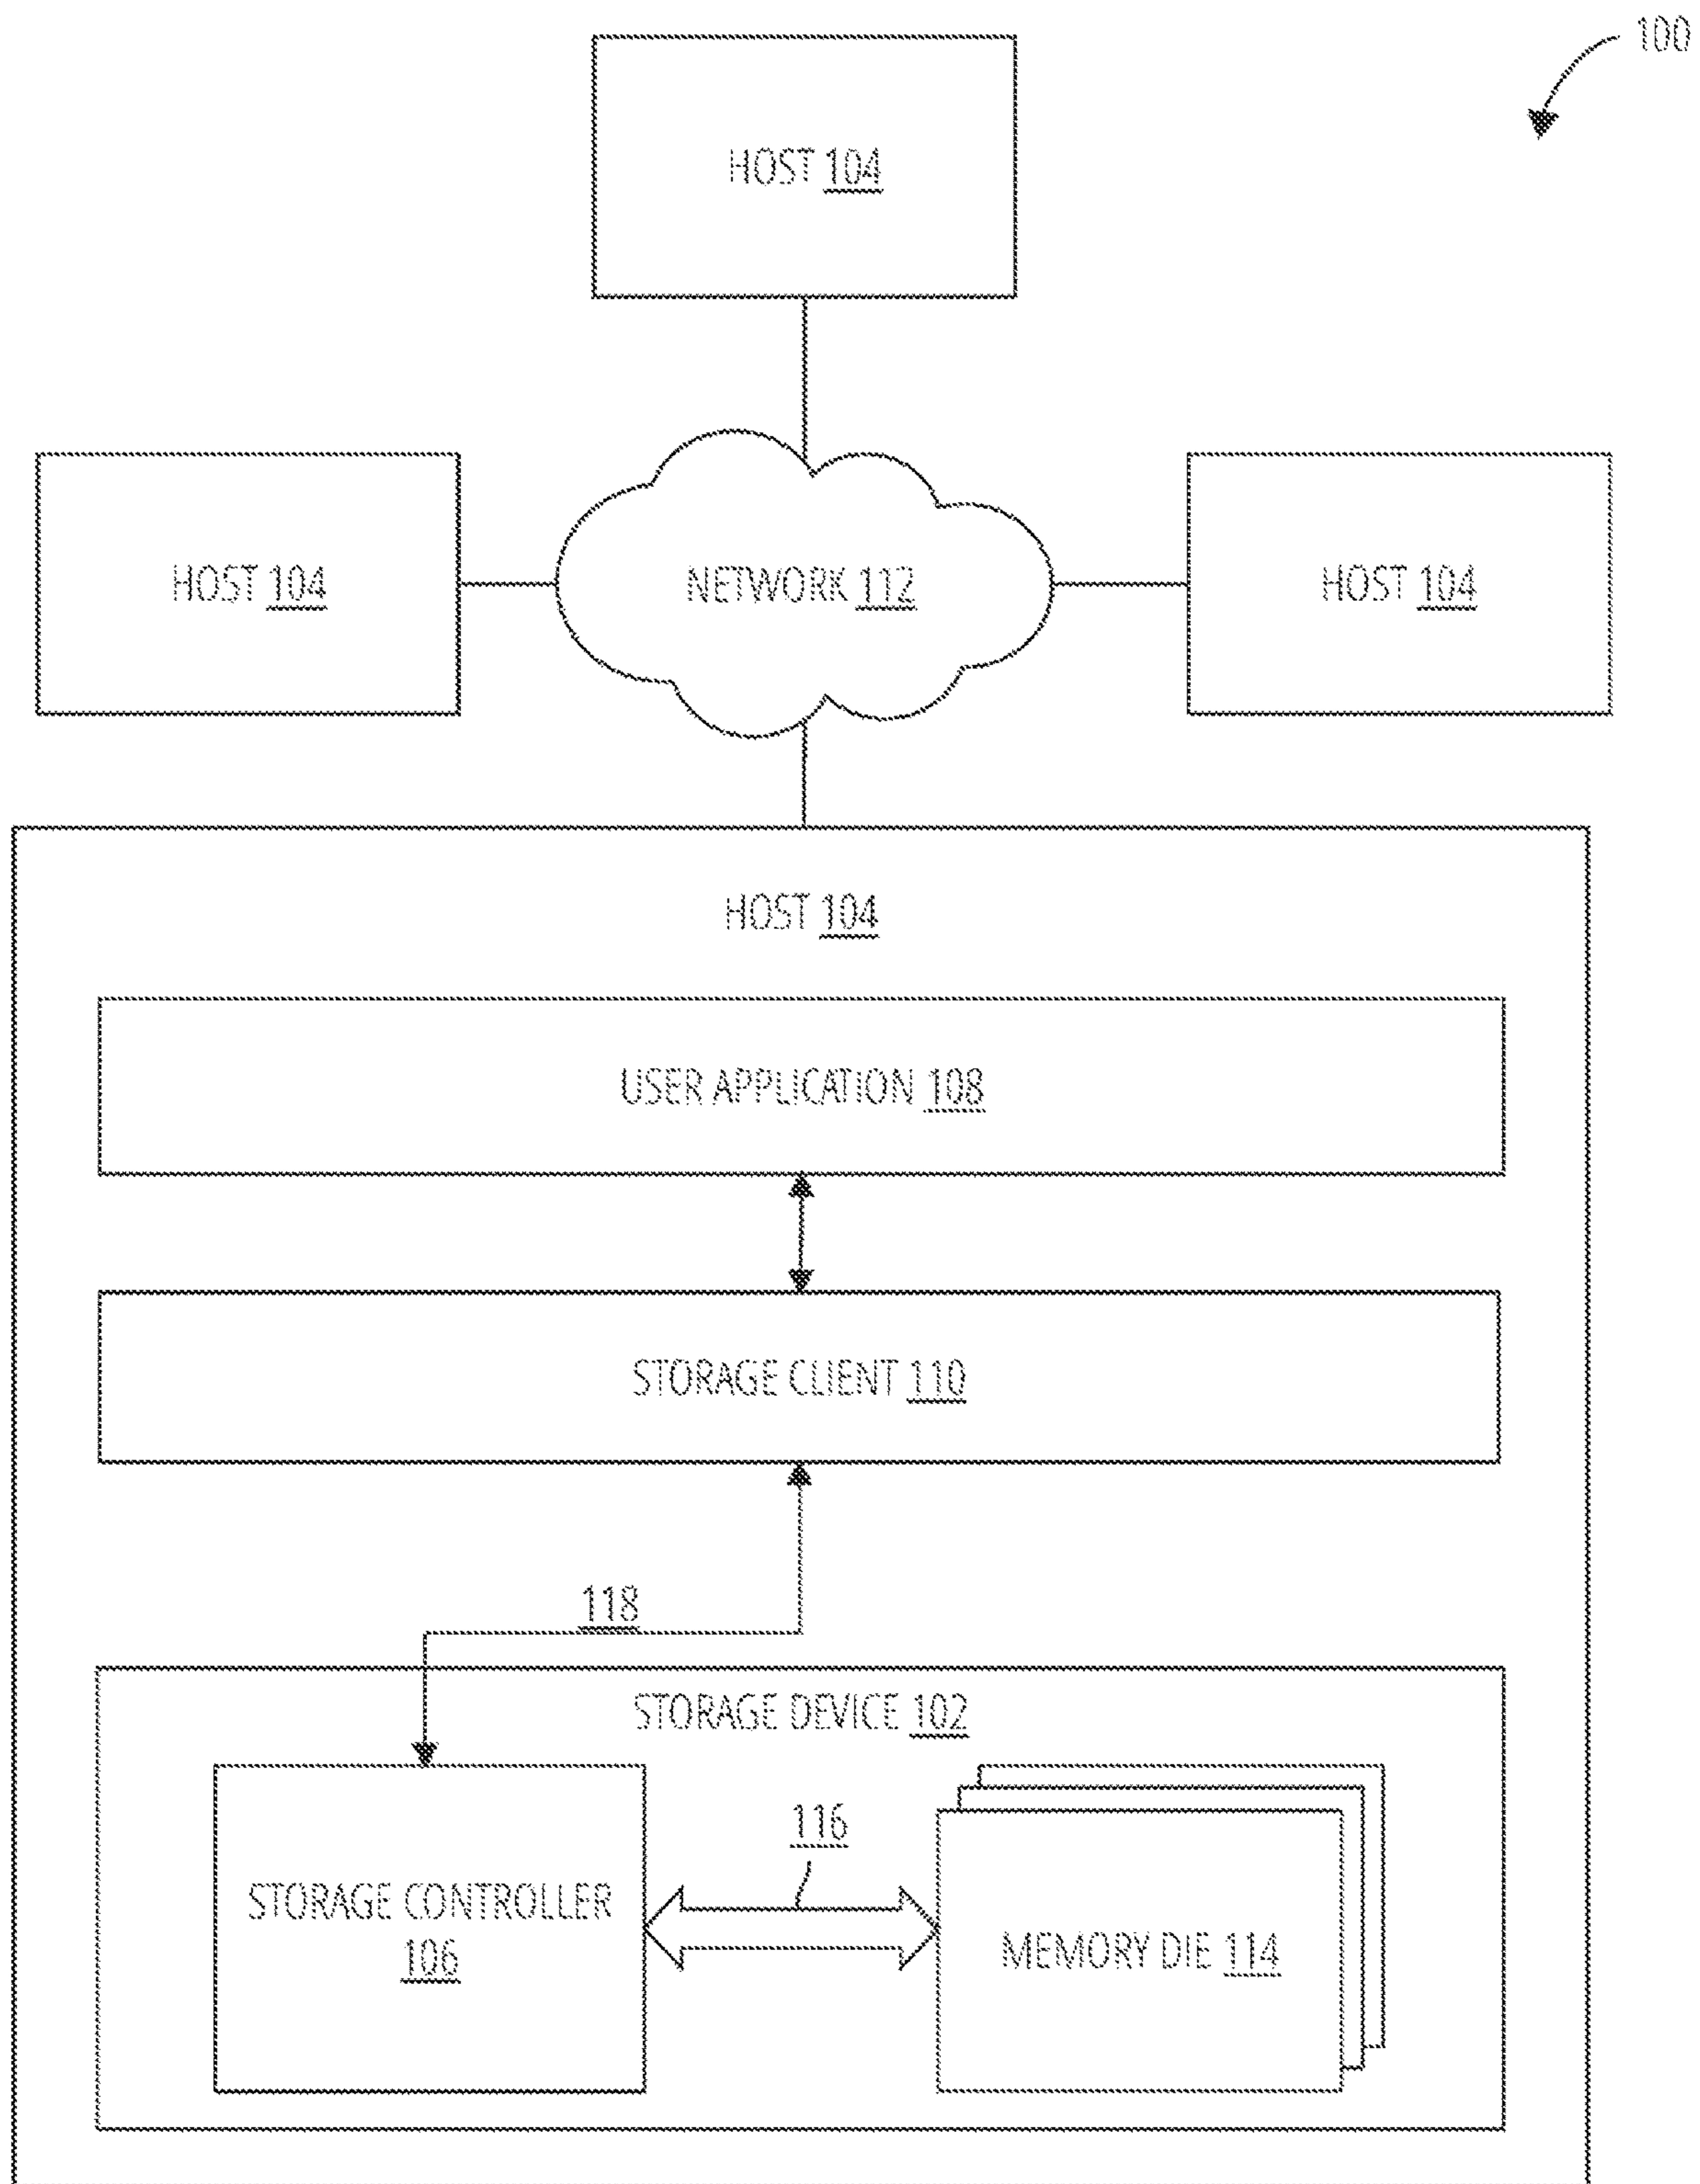 100
HOST 104
HOST 104
NETWORK 112
HOST 104
HOST 104
USER APPLICATION 108
STORAGE CLIENT 110
118
STORAGE DEVICE 102
116
STORAGE CONTROLLER
106
MEMORY DIE 114